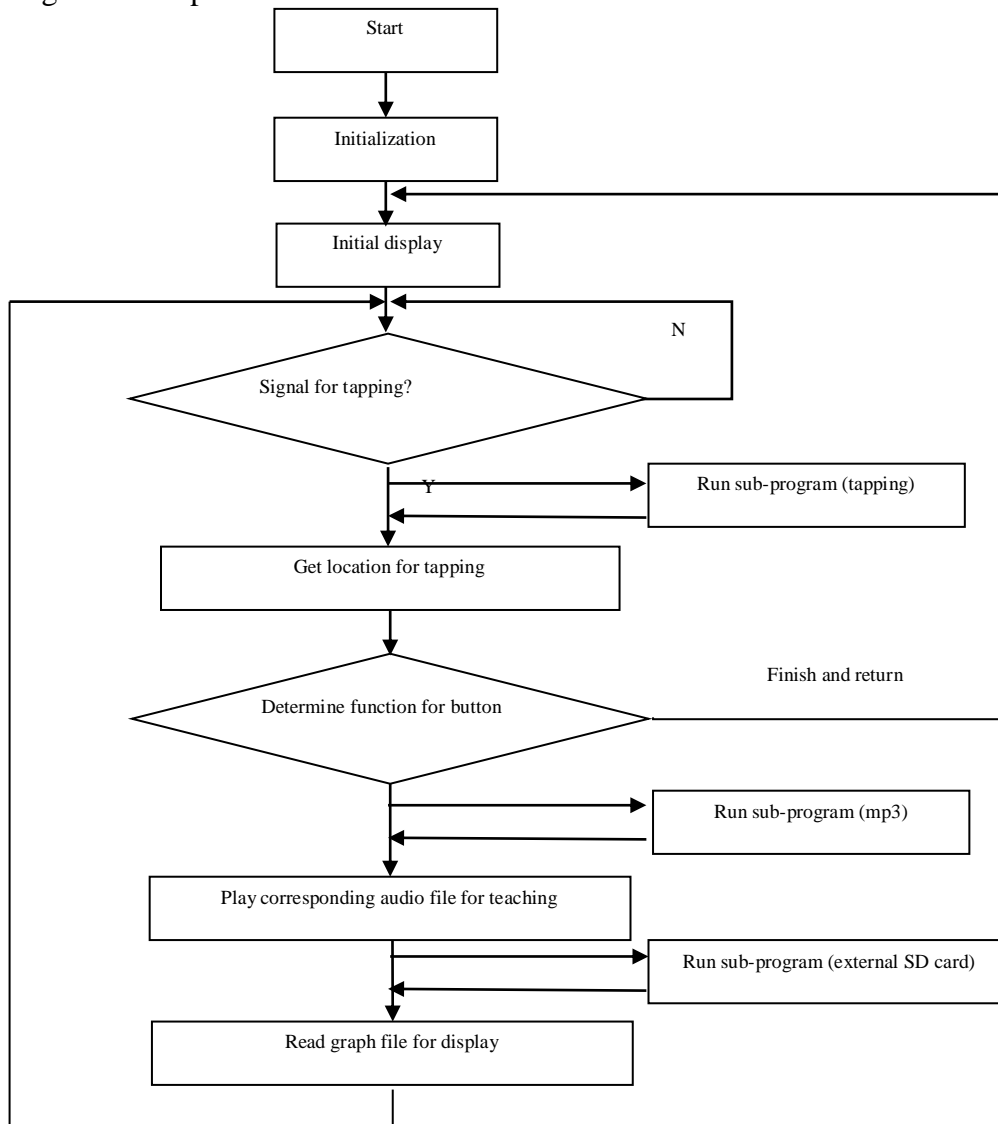 Start
Initialization
Initial display
N
Signal for tapping?
Y
Run sub-program (tapping)
Get location for tapping
Finish and return
Determine function for button
Run sub-program (mp3)
Play corresponding audio file for teaching
Run sub-program (external SD card)
Read graph file for display